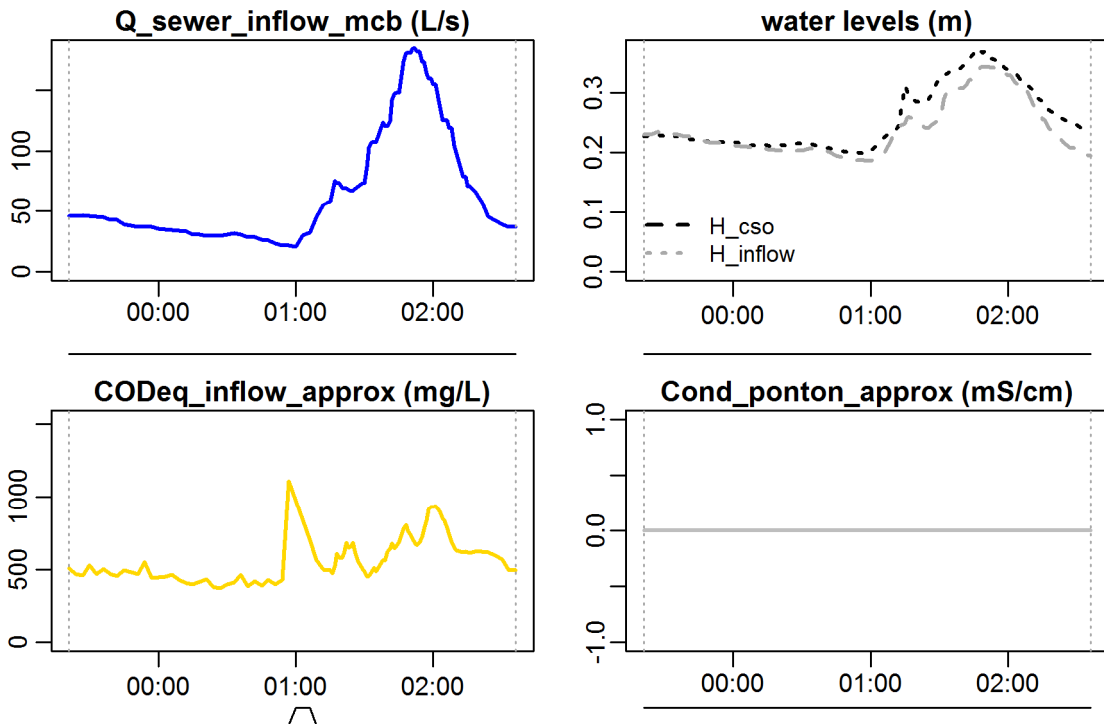 Q_sewer_inflow_mcb (L/s)
0
50
100
00:00 01:00 02:00
water levels (m)
0.0
0.1
0.2
0.3
H_cso
H_inflow
00:00 01:00 02:00
CODeq_inflow_approx (mg/L)
0
500
1000
00:00 01:00 02:00
Cond_ponton_approx (mS/cm)
-1.0
0.0
1.0
00:00 01:00 02:00